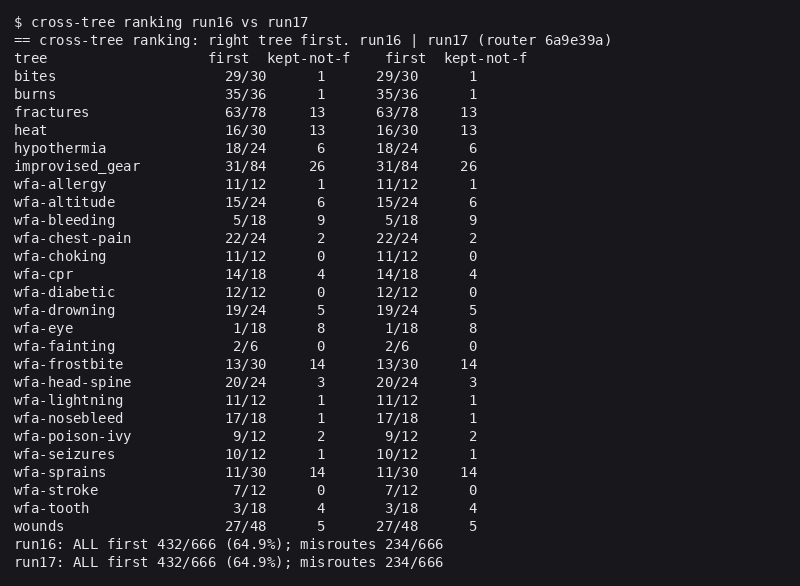 $ cross-tree ranking run16 vs run17
== cross-tree ranking: right tree first. run16 | run17 (router 6a9e39a)
tree first kept-not-f first kept-not-f
bites 29/30 1 29/30 1
burns 35/36 1 35/36 1
fractures 63/78 13 63/78 13
heat 16/30 13 16/30 13
hypothermia 18/24 6 18/24 6
improvised_gear 31/84 26 31/84 26
wfa-allergy 11/12 1 11/12 1
wfa-altitude 15/24 6 15/24 6
wfa-bleeding 5/18 9 5/18 9
wfa-chest-pain 22/24 2 22/24 2
wfa-choking 11/12 0 11/12 0
wfa-cpr 14/18 4 14/18 4
wfa-diabetic 12/12 0 12/12 0
wfa-drowning 19/24 5 19/24 5
wfa-eye 1/18 8 1/18 8
wfa-fainting 2/6 0 2/6 0
wfa-frostbite 13/30 14 13/30 14
wfa-head-spine 20/24 3 20/24 3
wfa-lightning 11/12 1 11/12 1
wfa-nosebleed 17/18 1 17/18 1
wfa-poison-ivy 9/12 2 9/12 2
wfa-seizures 10/12 1 10/12 1
wfa-sprains 11/30 14 11/30 14
wfa-stroke 7/12 0 7/12 0
wfa-tooth 3/18 4 3/18 4
wounds 27/48 5 27/48 5
run16: ALL first 432/666 (64.9%); misroutes 234/666
run17: ALL first 432/666 (64.9%); misroutes 234/666